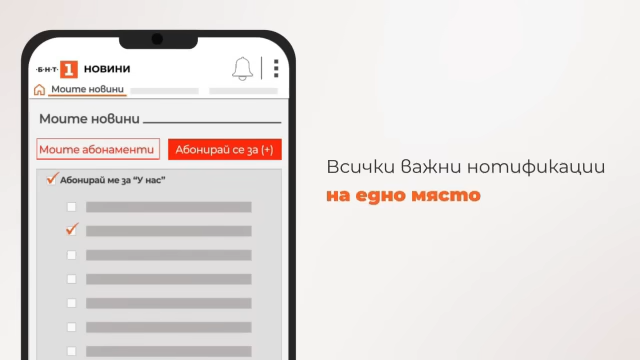 ·Б·Н·Т· 1 НОВИНИ
Моите новини
Моите новини
Моите абонаменти
Абонирай се за (+)
Абонирай ме за “У нас”
Всички важни нотификации
на едно място